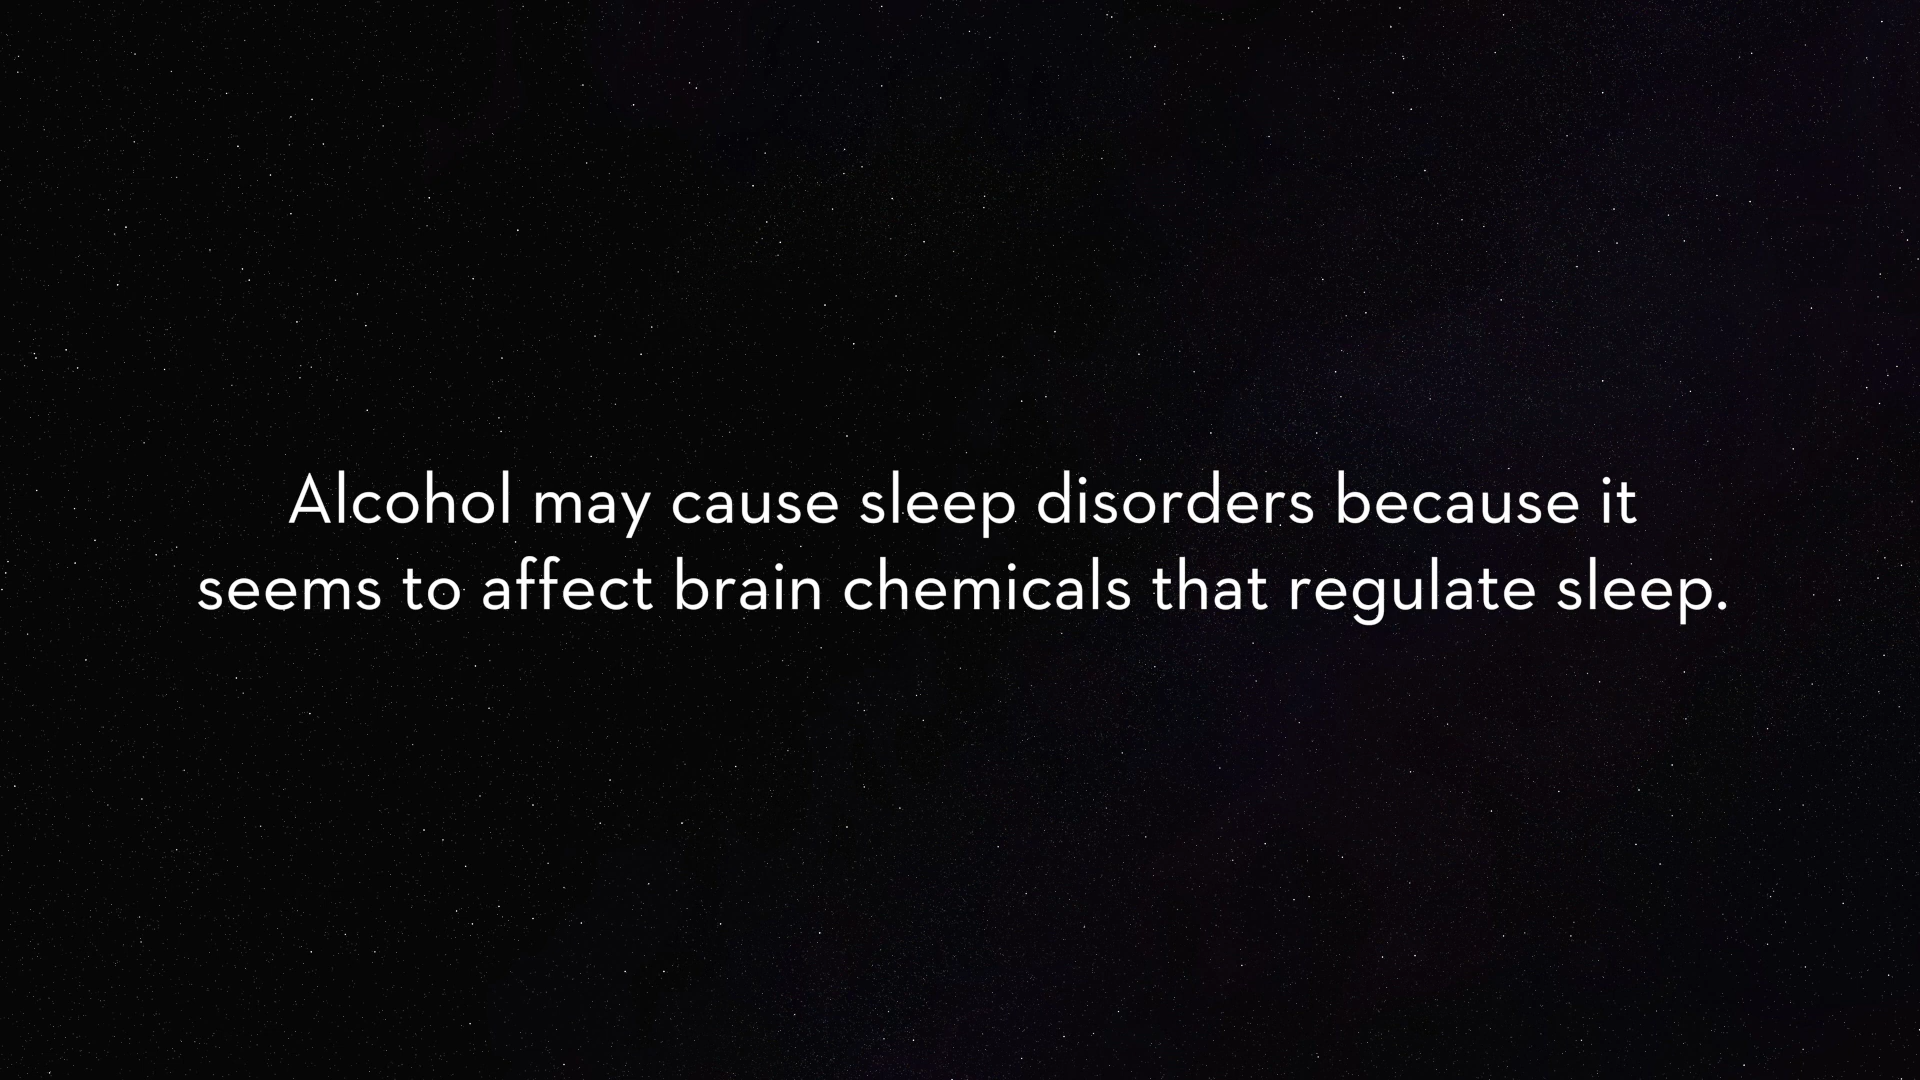 Alcohol may cause sleep disorders because it
seems to affect brain chemicals that regulate sleep.